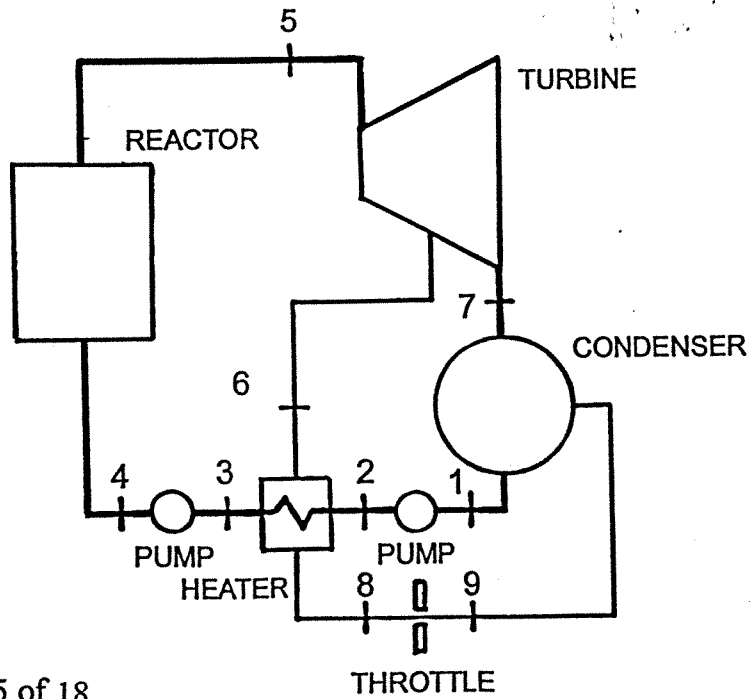 5
TURBINE
REACTOR
7
CONDENSER
6
4
3
2
1
PUMP
PUMP
HEATER
8
9
THROTTLE
5 of 18